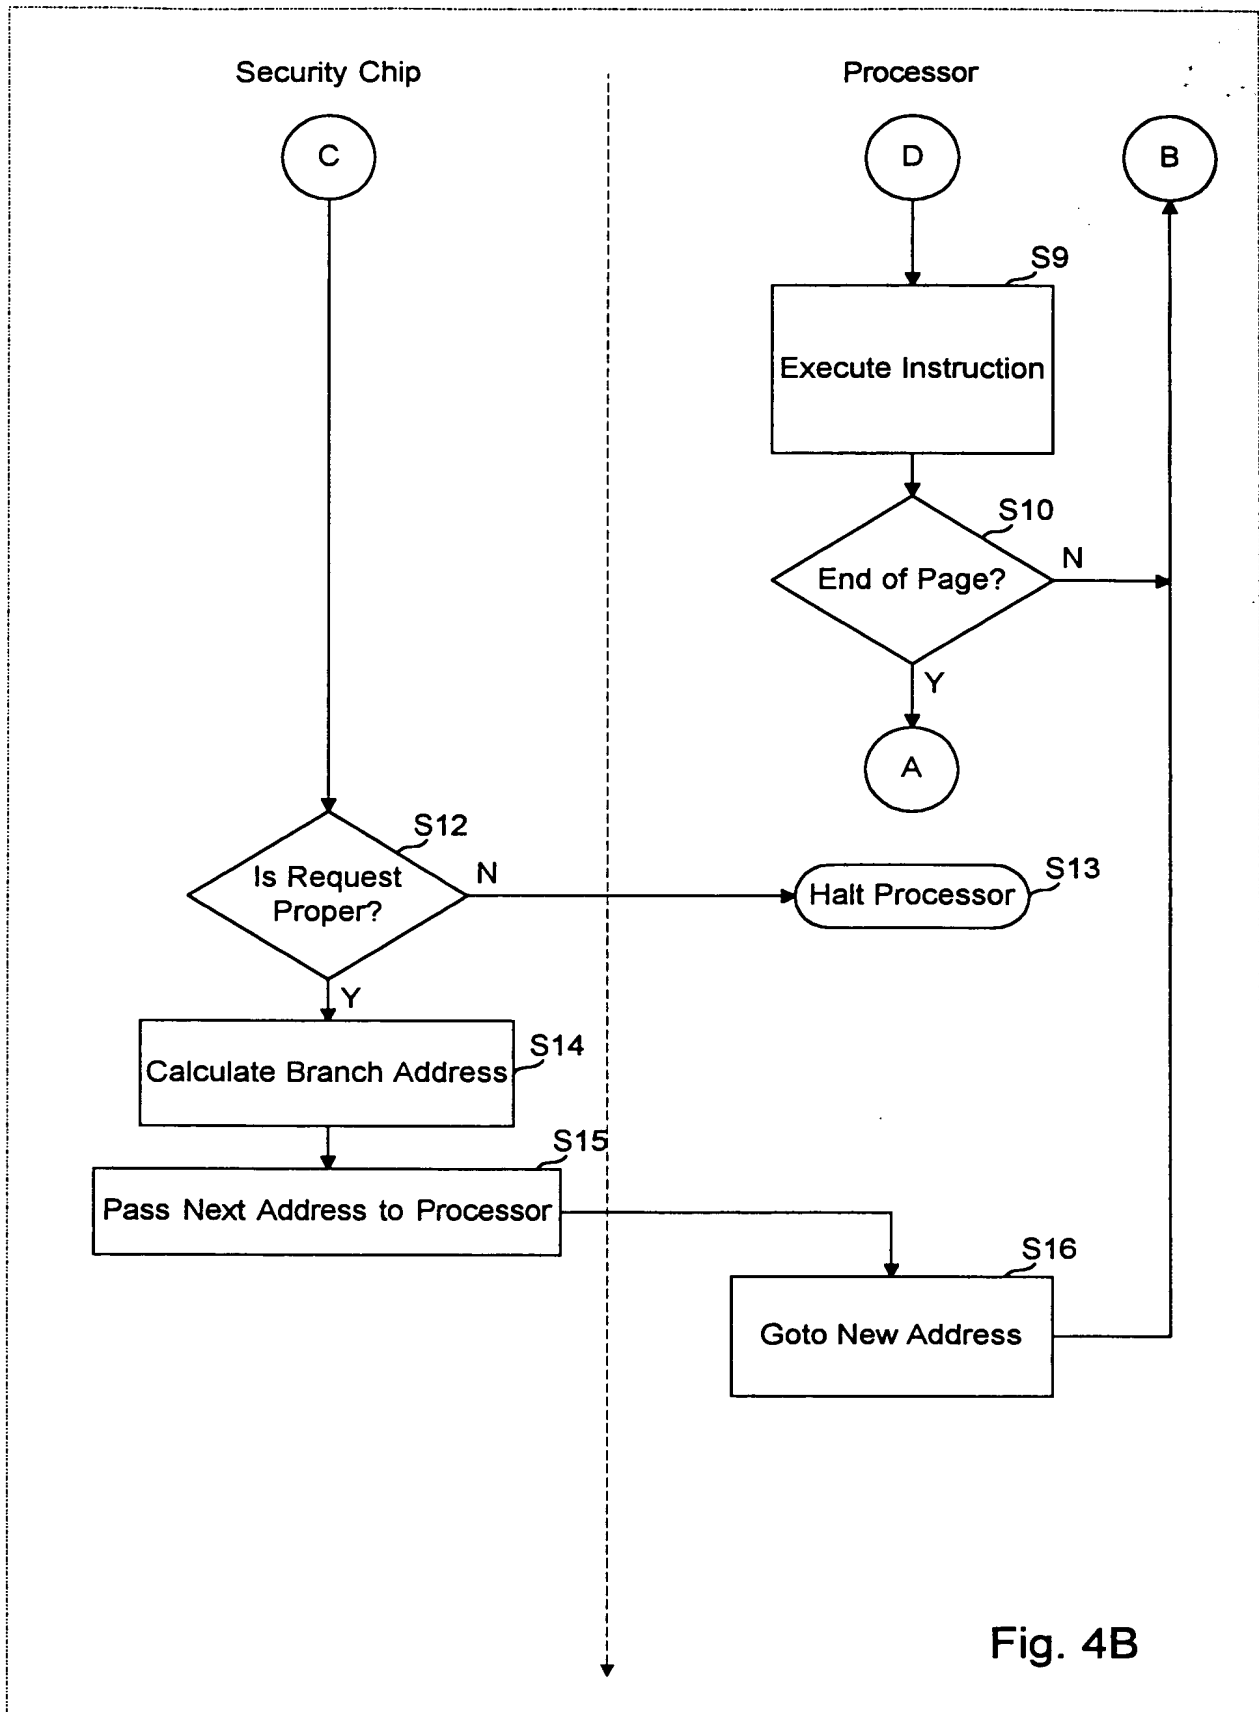 Security Chip
Processor
C
D
B
S9
Execute Instruction
S10
End of Page?
N
Y
A
S12
Is Request
Proper?
N
Halt Processor
S13
Y
Calculate Branch Address
S14
S15
Pass Next Address to Processor
S16
Goto New Address
Fig. 4B